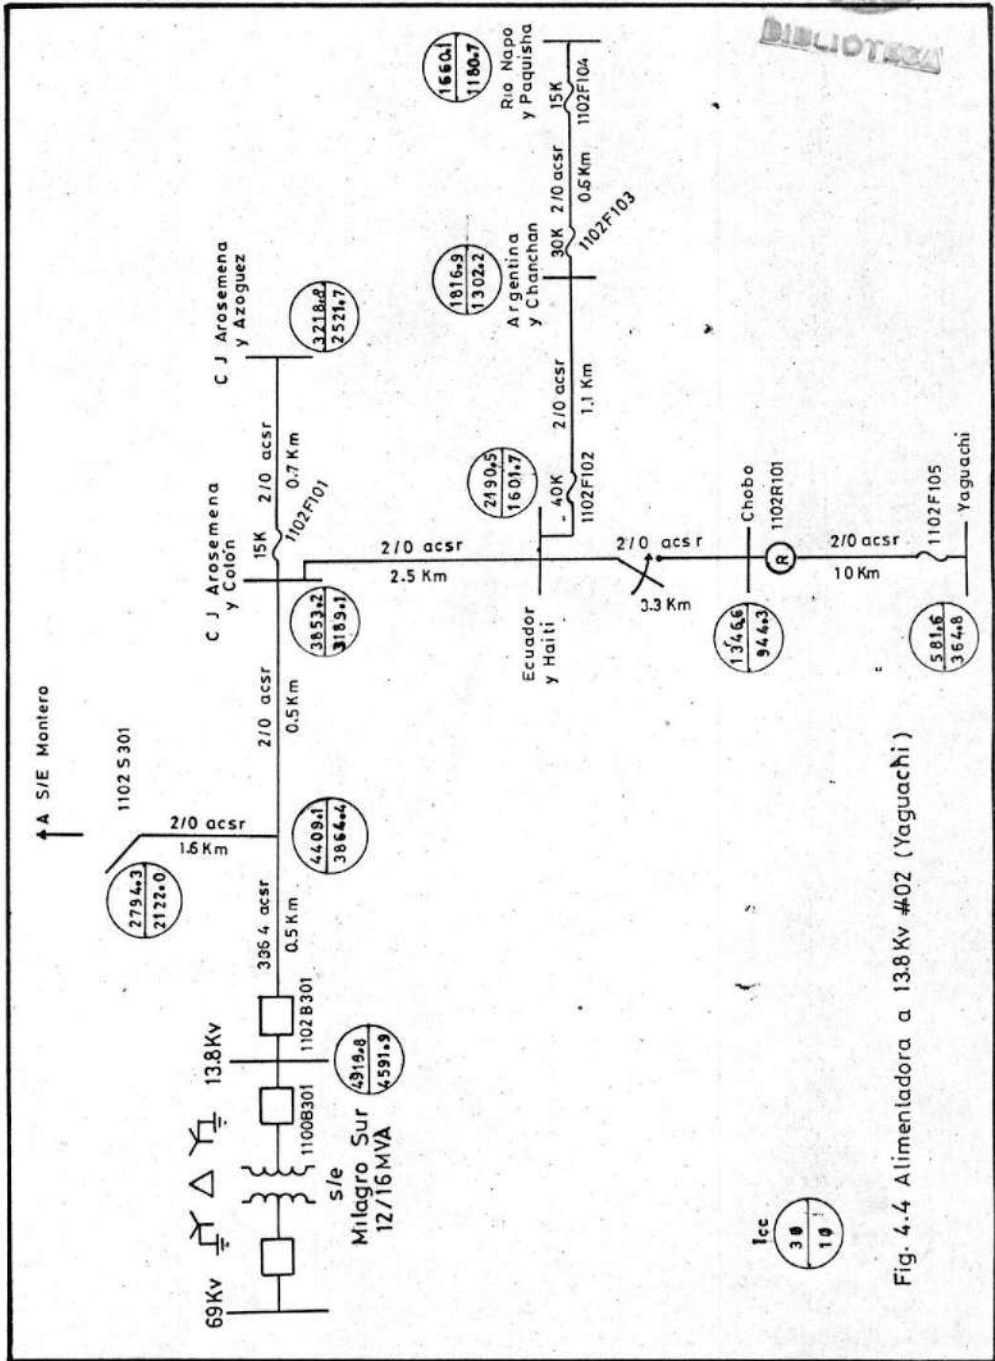 BIBLIOTECA
A S/E Montero
1102 S301
2794.3
2122.0
2/0 acsr
1.6 Km
69Kv
s/e
Milagro Sur
12/16 MVA
1100B301
13.8Kv
4919.8
4591.9
1102B301
336.4 acsr
0.5 Km
4409.1
3864.4
2/0 acsr
0.5 Km
C J Arosemena
y Colón
3853.2
3189.1
15K
1102F101
2/0 acsr
0.7 Km
C J Arosemena
y Azoguez
3218.8
2521.7
2/0 acsr
2.5 Km
Ecuador
y Haiti
2190.5
1601.7
40K
1102F102
2/0 acsr
1.1 Km
Argentina
y Chanchan
1816.9
1302.2
30K
1102F103
2/0 acsr
0.6 Km
15K
1102F104
Rio Napo
y Paquisha
1660.1
1180.7
2/0 acsr
3.3 Km
Chobo
1346.6
944.3
R
1102R101
2/0 acsr
10 Km
1102F105
Yaguachi
581.6
364.8
Icc
3Ø
1Ø
Fig. 4.4 Alimentadora a 13.8Kv #02 (Yaguachi)